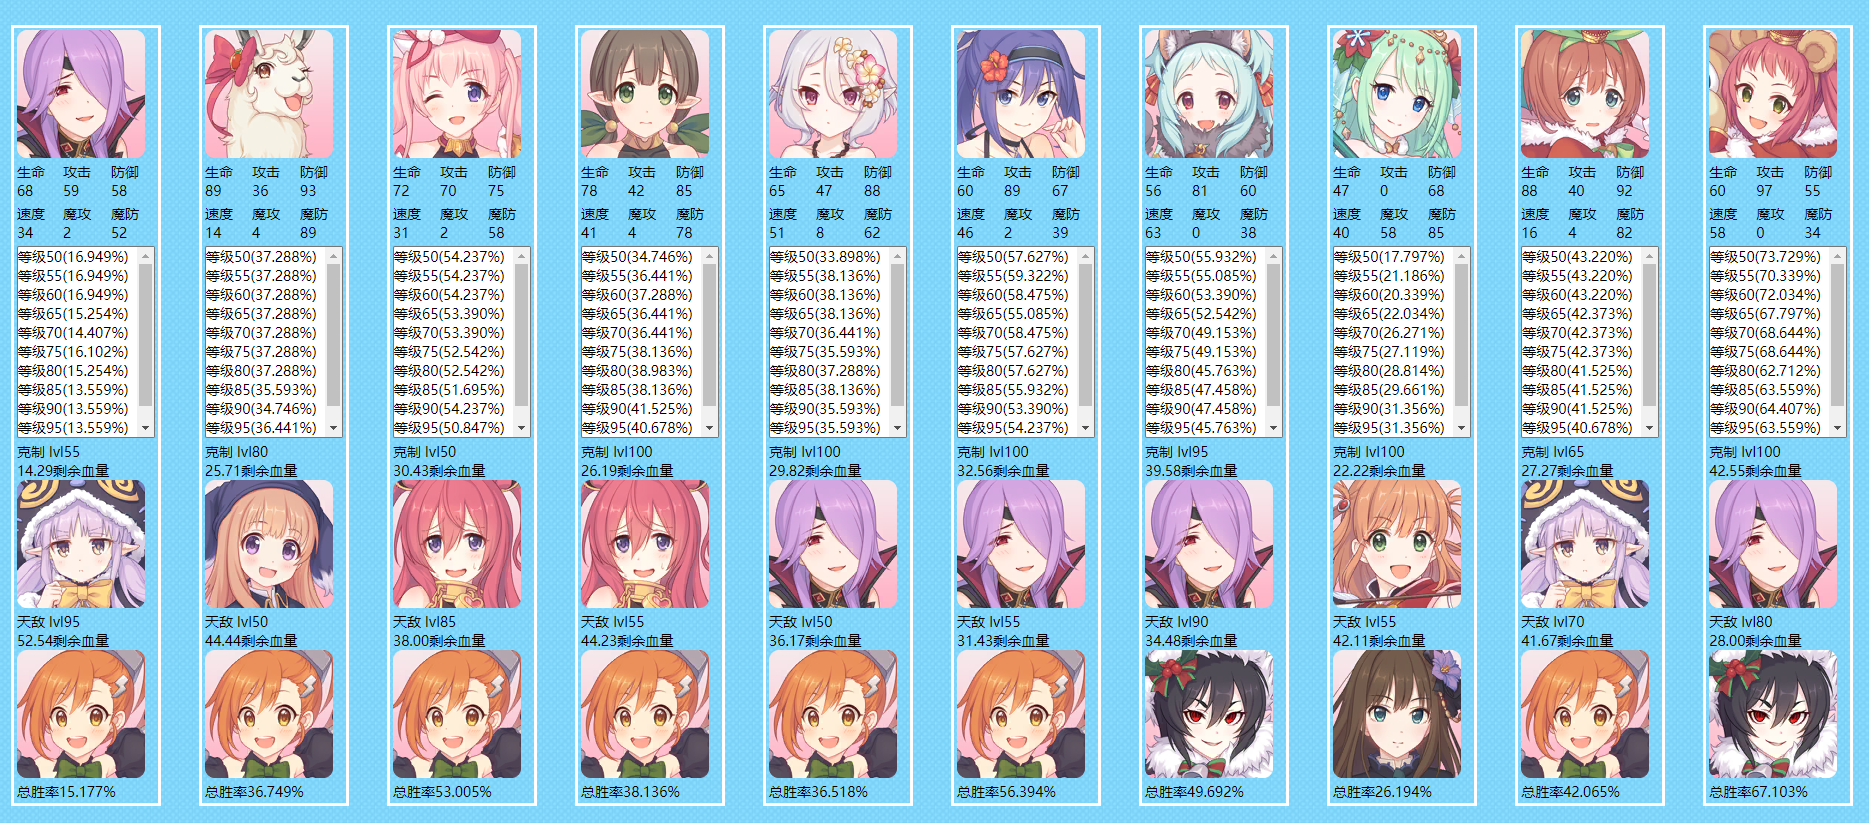 生命 攻击 防御
68 59 58
速度 魔攻 魔防
34 2 52
等级50(16.949%)
等级55(16.949%)
等级60(16.949%)
等级65(15.254%)
等级70(14.407%)
等级75(16.102%)
等级80(15.254%)
等级85(13.559%)
等级90(13.559%)
等级95(13.559%)
克制 lvl55
14.29剩余血量
天敌 lvl95
52.54剩余血量
总胜率15.177%
生命 攻击 防御
89 36 93
速度 魔攻 魔防
14 4 89
等级50(37.288%)
等级55(37.288%)
等级60(37.288%)
等级65(37.288%)
等级70(37.288%)
等级75(37.288%)
等级80(37.288%)
等级85(35.593%)
等级90(34.746%)
等级95(36.441%)
克制 lvl80
25.71剩余血量
天敌 lvl50
44.44剩余血量
总胜率36.749%
生命 攻击 防御
72 70 75
速度 魔攻 魔防
31 2 58
等级50(54.237%)
等级55(54.237%)
等级60(54.237%)
等级65(53.390%)
等级70(53.390%)
等级75(52.542%)
等级80(52.542%)
等级85(51.695%)
等级90(54.237%)
等级95(50.847%)
克制 lvl50
30.43剩余血量
天敌 lvl85
38.00剩余血量
总胜率53.005%
生命 攻击 防御
78 42 85
速度 魔攻 魔防
41 4 78
等级50(34.746%)
等级55(36.441%)
等级60(37.288%)
等级65(36.441%)
等级70(36.441%)
等级75(38.136%)
等级80(38.983%)
等级85(38.136%)
等级90(41.525%)
等级95(40.678%)
克制 lvl100
26.19剩余血量
天敌 lvl55
44.23剩余血量
总胜率38.136%
生命 攻击 防御
65 47 88
速度 魔攻 魔防
51 8 62
等级50(33.898%)
等级55(38.136%)
等级60(38.136%)
等级65(38.136%)
等级70(36.441%)
等级75(35.593%)
等级80(37.288%)
等级85(38.136%)
等级90(35.593%)
等级95(35.593%)
克制 lvl100
29.82剩余血量
天敌 lvl50
36.17剩余血量
总胜率36.518%
生命 攻击 防御
60 89 67
速度 魔攻 魔防
46 2 39
等级50(57.627%)
等级55(59.322%)
等级60(58.475%)
等级65(55.085%)
等级70(58.475%)
等级75(57.627%)
等级80(57.627%)
等级85(55.932%)
等级90(53.390%)
等级95(54.237%)
克制 lvl100
32.56剩余血量
天敌 lvl55
31.43剩余血量
总胜率56.394%
生命 攻击 防御
56 81 60
速度 魔攻 魔防
63 0 38
等级50(55.932%)
等级55(55.085%)
等级60(53.390%)
等级65(52.542%)
等级70(49.153%)
等级75(49.153%)
等级80(45.763%)
等级85(47.458%)
等级90(47.458%)
等级95(45.763%)
克制 lvl95
39.58剩余血量
天敌 lvl90
34.48剩余血量
总胜率49.692%
生命 攻击 防御
47 0 68
速度 魔攻 魔防
40 58 85
等级50(17.797%)
等级55(21.186%)
等级60(20.339%)
等级65(22.034%)
等级70(26.271%)
等级75(27.119%)
等级80(28.814%)
等级85(29.661%)
等级90(31.356%)
等级95(31.356%)
克制 lvl100
22.22剩余血量
天敌 lvl55
42.11剩余血量
总胜率26.194%
生命 攻击 防御
88 40 92
速度 魔攻 魔防
16 4 82
等级50(43.220%)
等级55(43.220%)
等级60(43.220%)
等级65(42.373%)
等级70(42.373%)
等级75(42.373%)
等级80(41.525%)
等级85(41.525%)
等级90(41.525%)
等级95(40.678%)
克制 lvl65
27.27剩余血量
天敌 lvl70
41.67剩余血量
总胜率42.065%
生命 攻击 防御
60 97 55
速度 魔攻 魔防
58 0 34
等级50(73.729%)
等级55(70.339%)
等级60(72.034%)
等级65(67.797%)
等级70(68.644%)
等级75(68.644%)
等级80(62.712%)
等级85(63.559%)
等级90(64.407%)
等级95(63.559%)
克制 lvl100
42.55剩余血量
天敌 lvl80
28.00剩余血量
总胜率67.103%